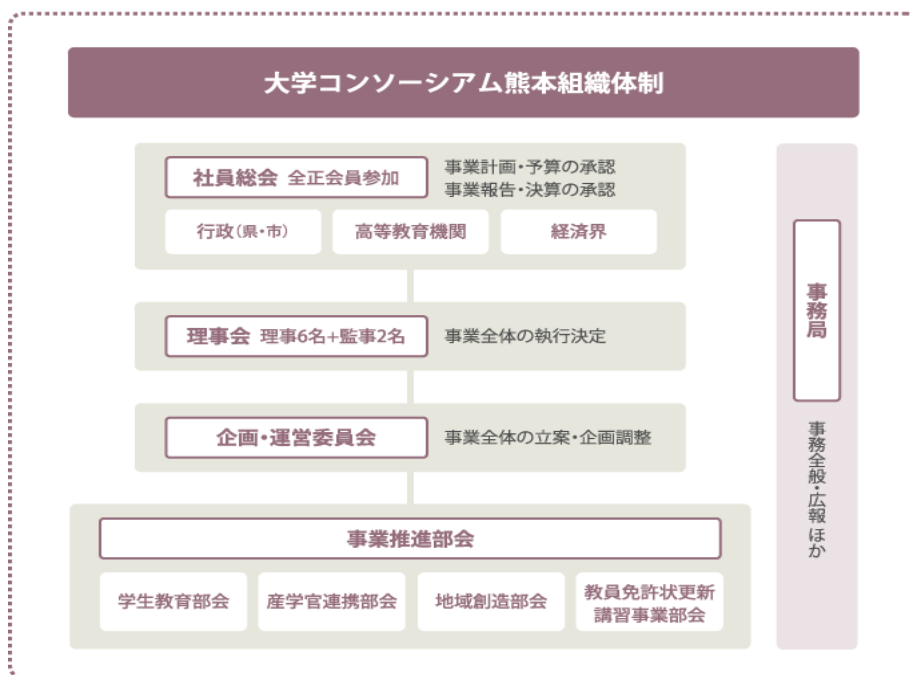 大学コンソーシアム熊本組織体制
社員総会 全正会員参加
事業計画・予算の承認
事業報告・決算の承認
行政(県・市)
高等教育機関
経済界
理事会 理事6名+監事2名
事業全体の執行決定
企画・運営委員会
事業全体の立案・企画調整
事業推進部会
学生教育部会
産学官連携部会
地域創造部会
教員免許状更新
講習事業部会
事務局
事務全般・広報 ほか